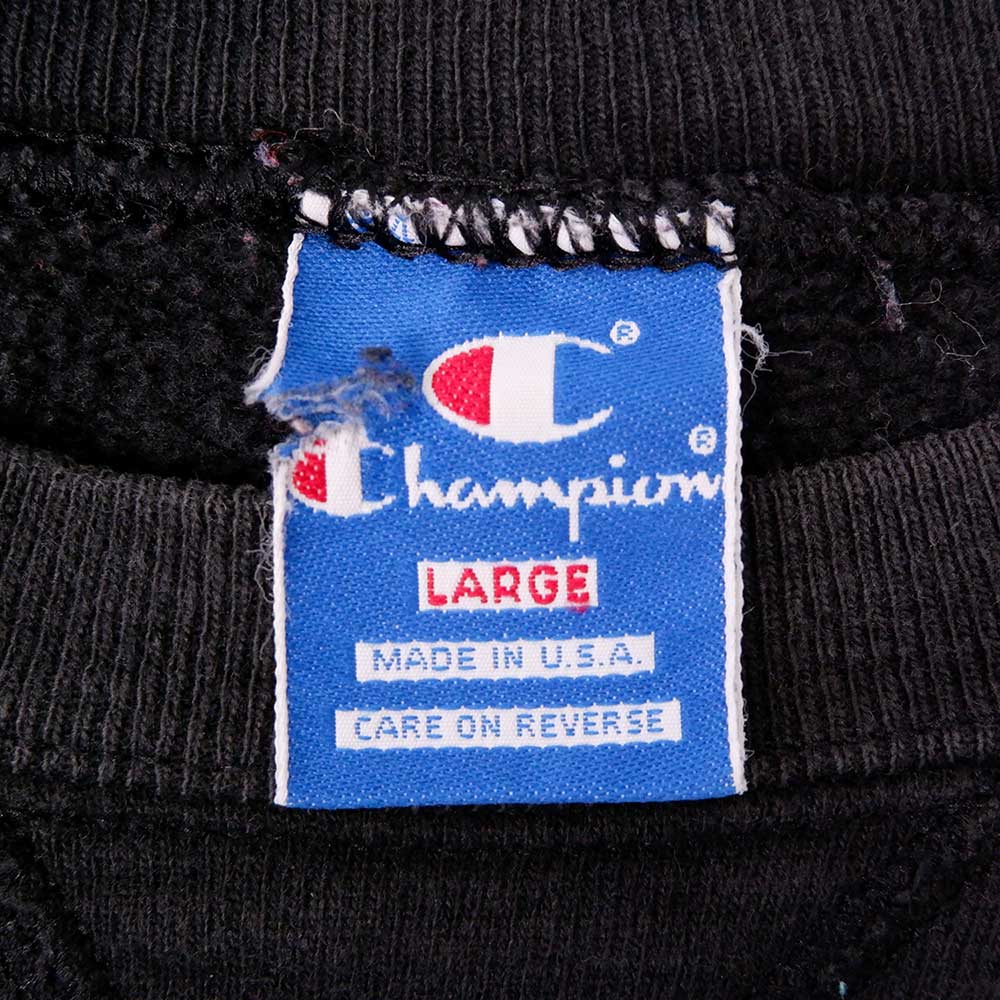 C®
Champion®
LARGE
MADE IN U.S.A.
CARE ON REVERSE